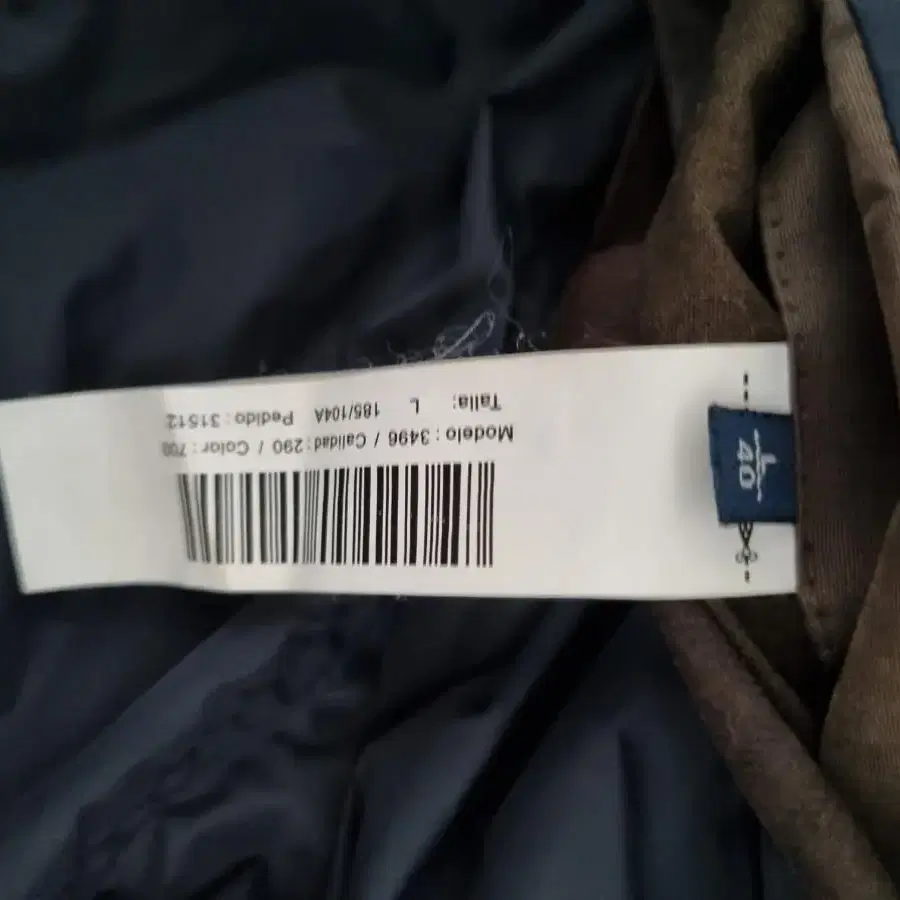 Modelo: 3496 / Calidad: 290 / Color: 700
Talla: L 185/104A Pedido: 31512
L
40